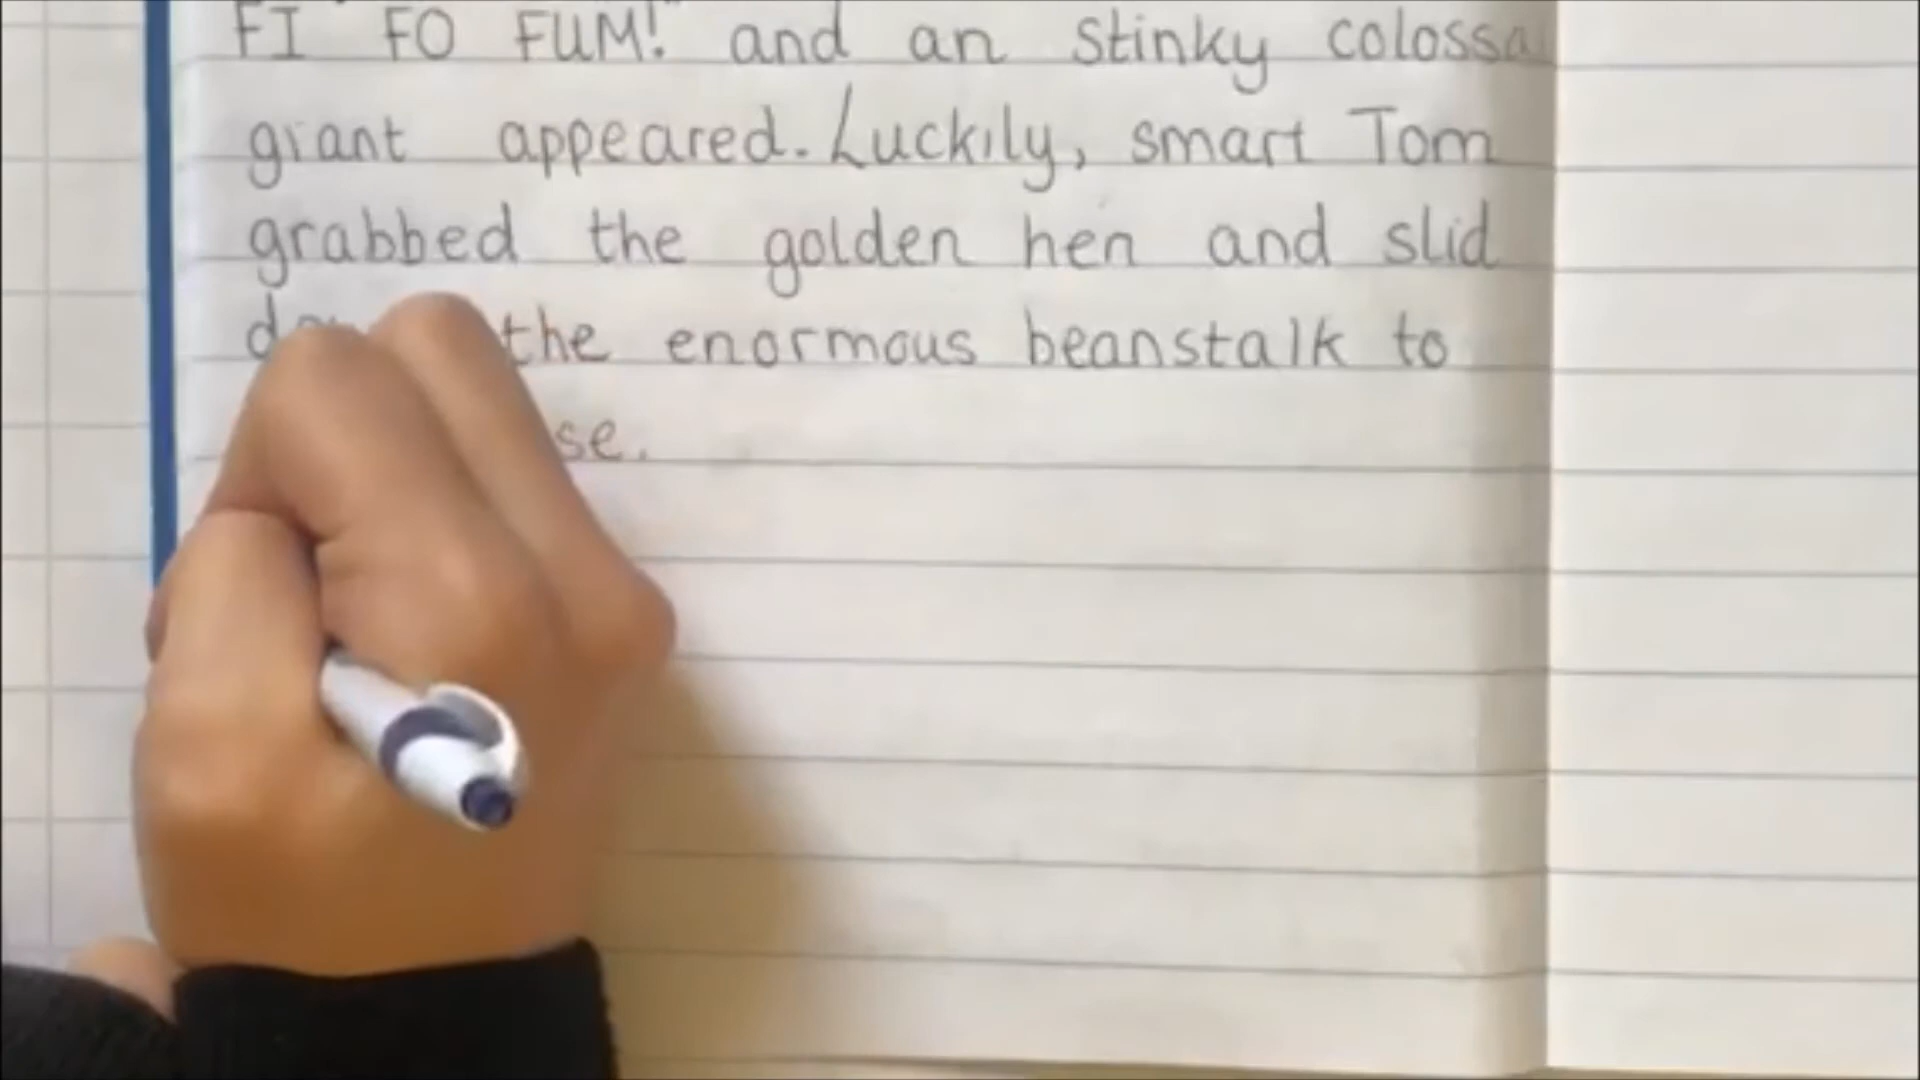 FI FO FUM!" and an stinky colossal
giant appeared. Luckily, smart Tom
grabbed the golden hen and slid
the enormous beanstalk to